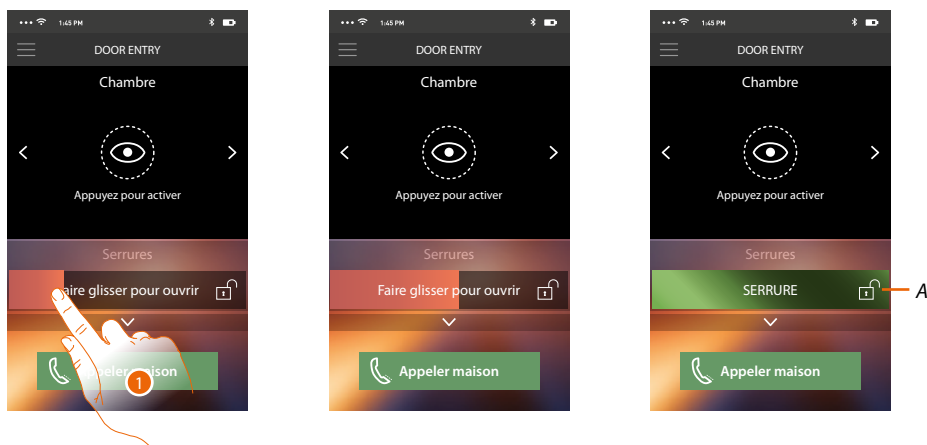 1:45 PM
DOOR ENTRY
Chambre
Appuyez pour activer
Serrures
aire glisser pour ouvrir
Appeler maison
1
1:45 PM
DOOR ENTRY
Chambre
Appuyez pour activer
Serrures
Faire glisser pour ouvrir
Appeler maison
1:45 PM
DOOR ENTRY
Chambre
Appuyez pour activer
Serrures
SERRURE
A
Appeler maison